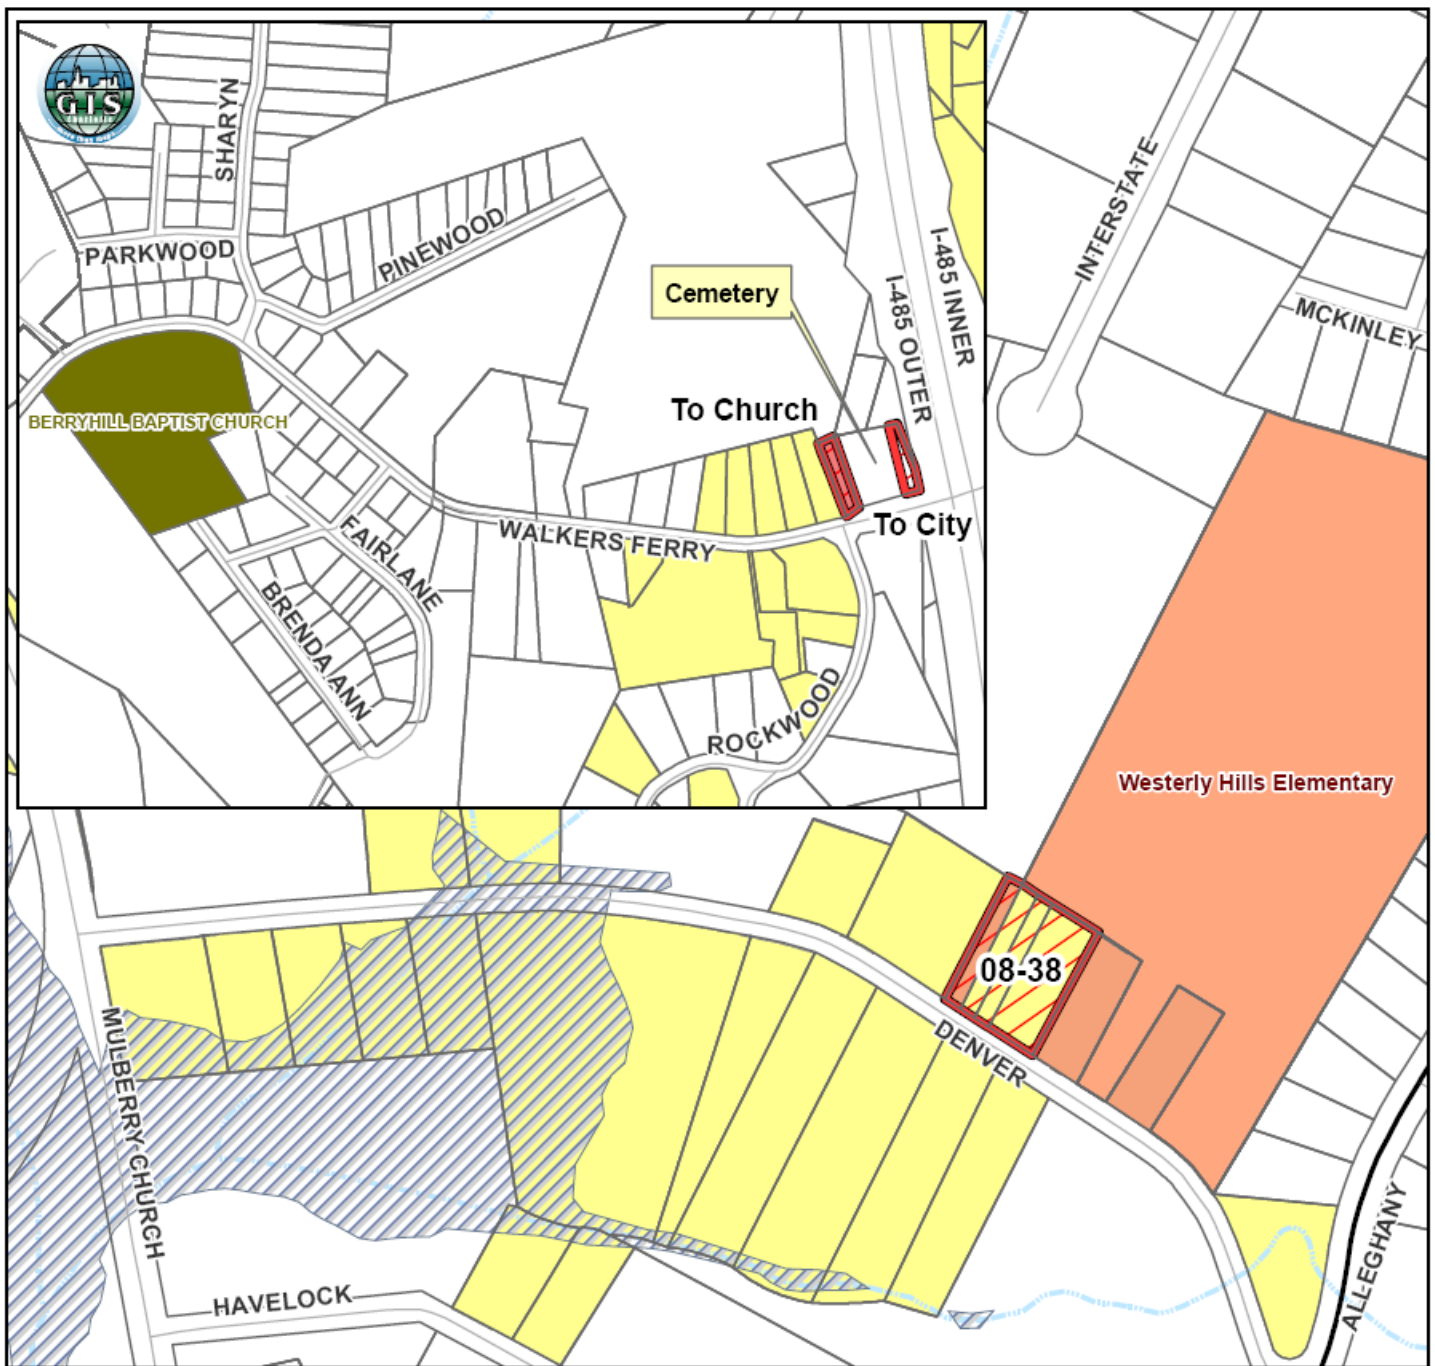 GIS
SHARYN
PARKWOOD
PINEWOOD
I-485 INNER
I-485 OUTER
Cemetery
To Church
BERRYHILL BAPTIST CHURCH
To City
WALKERS FERRY
FAIRLANE
BRENDA ANN
ROCKWOOD
INTERSTATE
MCKINLEY
Westerly Hills Elementary
08-38
DENVER
MULBERRY CHURCH
HAVELOCK
ALLEGHANY